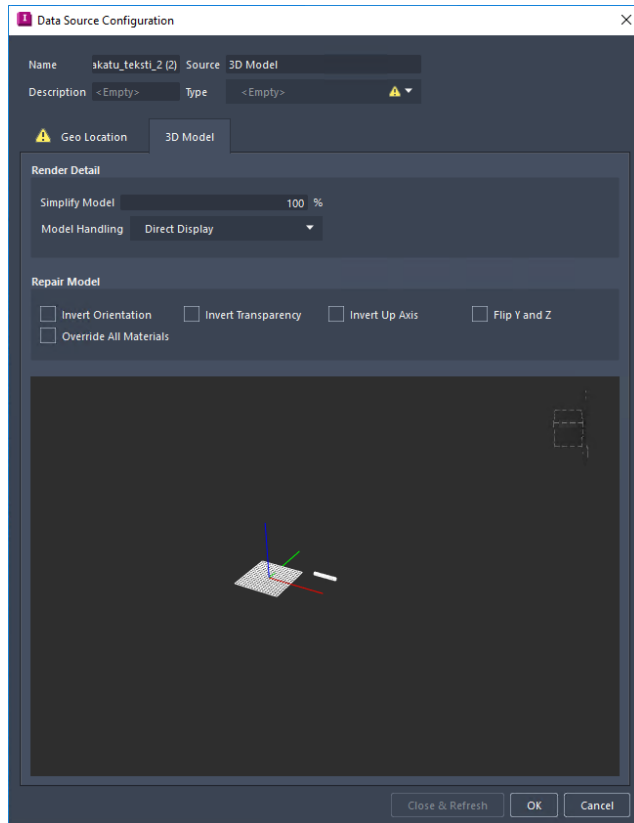 I Data Source Configuration
Name akatu_teksti_2 (2) Source 3D Model
Description <Empty> Type <Empty>
Geo Location 3D Model
Render Detail
Simplify Model 100 %
Model Handling Direct Display
Repair Model
Invert Orientation Invert Transparency Invert Up Axis Flip Y and Z
Override All Materials
Close & Refresh OK Cancel